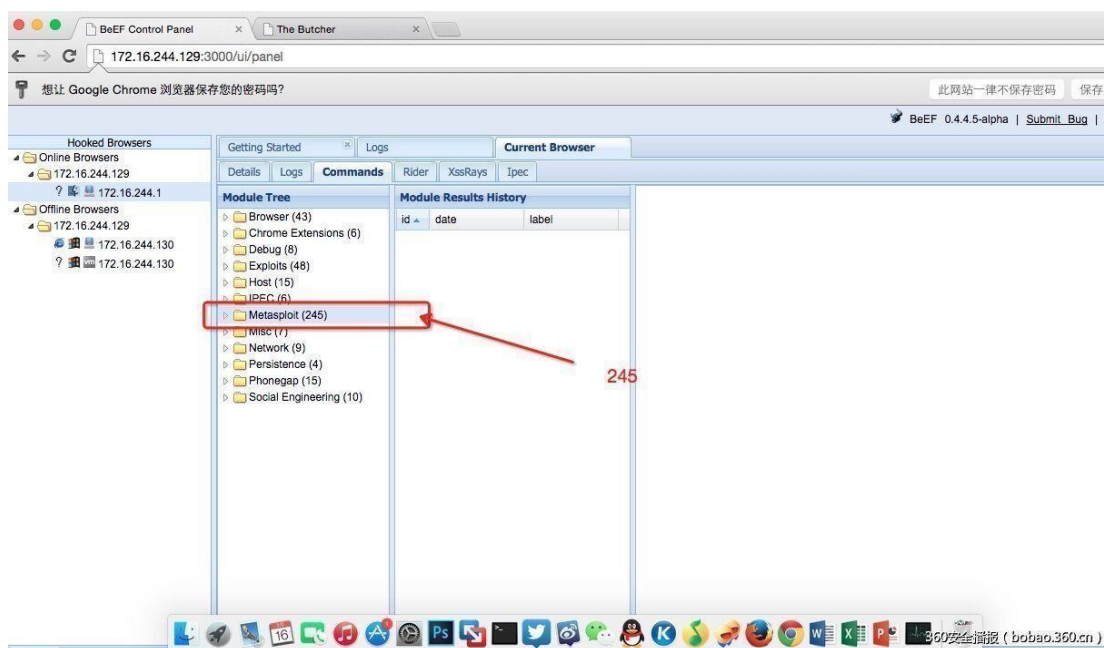 BeEF Control Panel
The Butcher
172.16.244.129:3000/ui/panel
想让 Google Chrome 浏览器保存您的密码吗?
此网站一律不保存密码
保存
BeEF 0.4.4.5-alpha | Submit Bug |
Hooked Browsers
Online Browsers
172.16.244.129
? 172.16.244.1
Offline Browsers
172.16.244.129
172.16.244.130
? 172.16.244.130
Getting Started
Logs
Current Browser
Details
Logs
Commands
Rider
XssRays
Ipec
Module Tree
Browser (43)
Chrome Extensions (6)
Debug (8)
Exploits (48)
Host (15)
IPEC (6)
Metasploit (245)
Misc (7)
Network (9)
Persistence (4)
Phonegap (15)
Social Engineering (10)
Module Results History
id
date
label
245
16
Ps
360安全播报 ( bobao.360.cn )